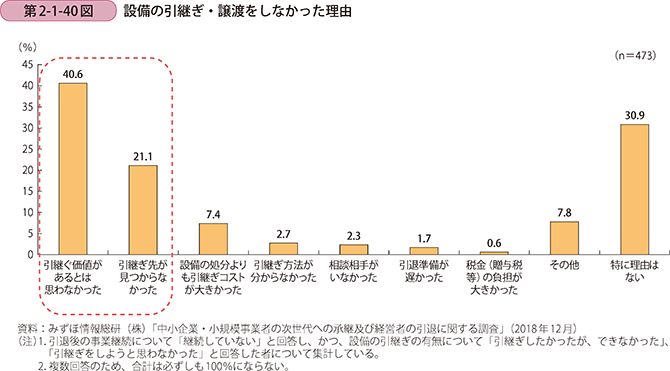 第2-1-40図 設備の引継ぎ・譲渡をしなかった理由
(%)
(n=473)
45
40
35
30
25
20
15
10
5
0
40.6
21.1
7.4
2.7
2.3
1.7
0.6
7.8
30.9
引継ぐ価値が
あるとは
思わなかった
引継ぎ先が
見つからな
かった
設備の処分より
も引継ぎコスト
が大きかった
引継ぎ方法が
分からなかった
相談相手が
いなかった
引退準備が
遅かった
税金(贈与税
等)の負担が
大きかった
その他
特に理由は
ない
資料:みずほ情報総研(株)「中小企業・小規模事業者の次世代への承継及び経営者の引退に関する調査」(2018年12月)
(注)1. 引退後の事業継続について「継続していない」と回答し、かつ、設備の引継ぎの有無について「引継ぎしたかったが、できなかった」、
「引継ぎをしようと思わなかった」と回答した者について集計している。
2. 複数回答のため、合計は必ずしも100%にならない。